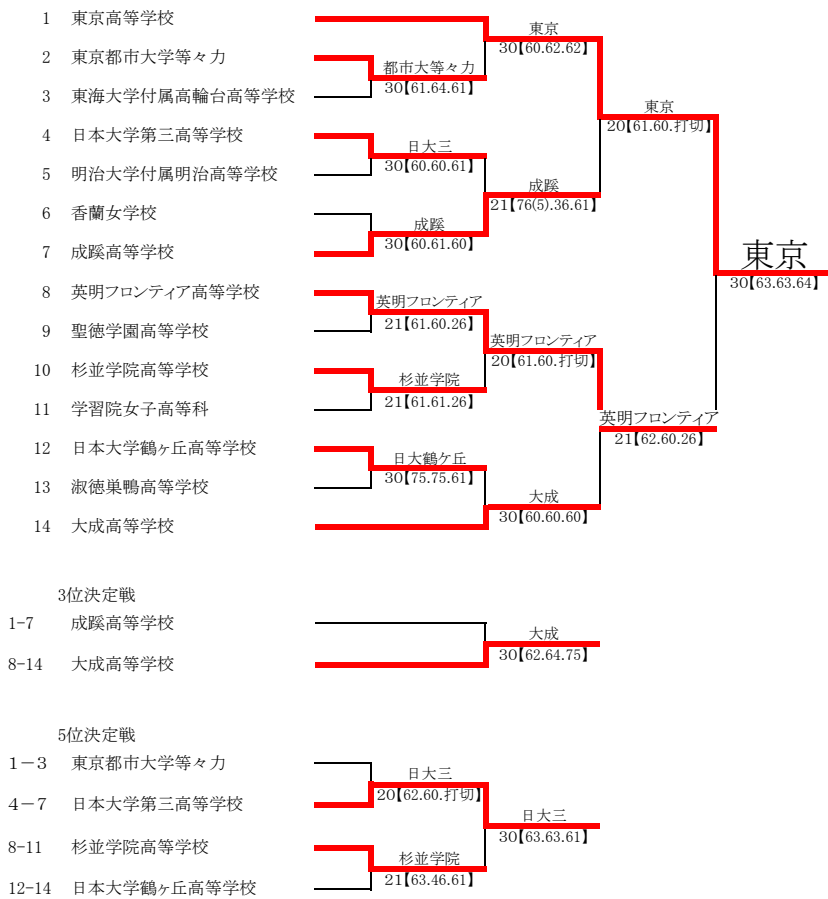 1 東京高等学校
東京
30【60.62.62】
2 東京都市大学等々力
都市大等々力
30【61.64.61】
3 東海大学付属高輪台高等学校
東京
20【61.60.打切】
4 日本大学第三高等学校
日大三
30【60.60.61】
5 明治大学付属明治高等学校
成蹊
21【76(5).36.61】
6 香蘭女学校
成蹊
30【60.61.60】
7 成蹊高等学校
東京
30【63.63.64】
8 英明フロンティア高等学校
英明フロンティア
21【61.60.26】
9 聖徳学園高等学校
英明フロンティア
20【61.60.打切】
10 杉並学院高等学校
杉並学院
21【61.61.26】
11 学習院女子高等科
英明フロンティア
21【62.60.26】
12 日本大学鶴ヶ丘高等学校
日大鶴ケ丘
30【75.75.61】
13 淑徳巣鴨高等学校
大成
30【60.60.60】
14 大成高等学校
3位決定戦
1-7 成蹊高等学校
大成
30【62.64.75】
8-14 大成高等学校
5位決定戦
1−3 東京都市大学等々力
日大三
20【62.60.打切】
4−7 日本大学第三高等学校
日大三
30【63.63.61】
8-11 杉並学院高等学校
杉並学院
21【63.46.61】
12-14 日本大学鶴ヶ丘高等学校